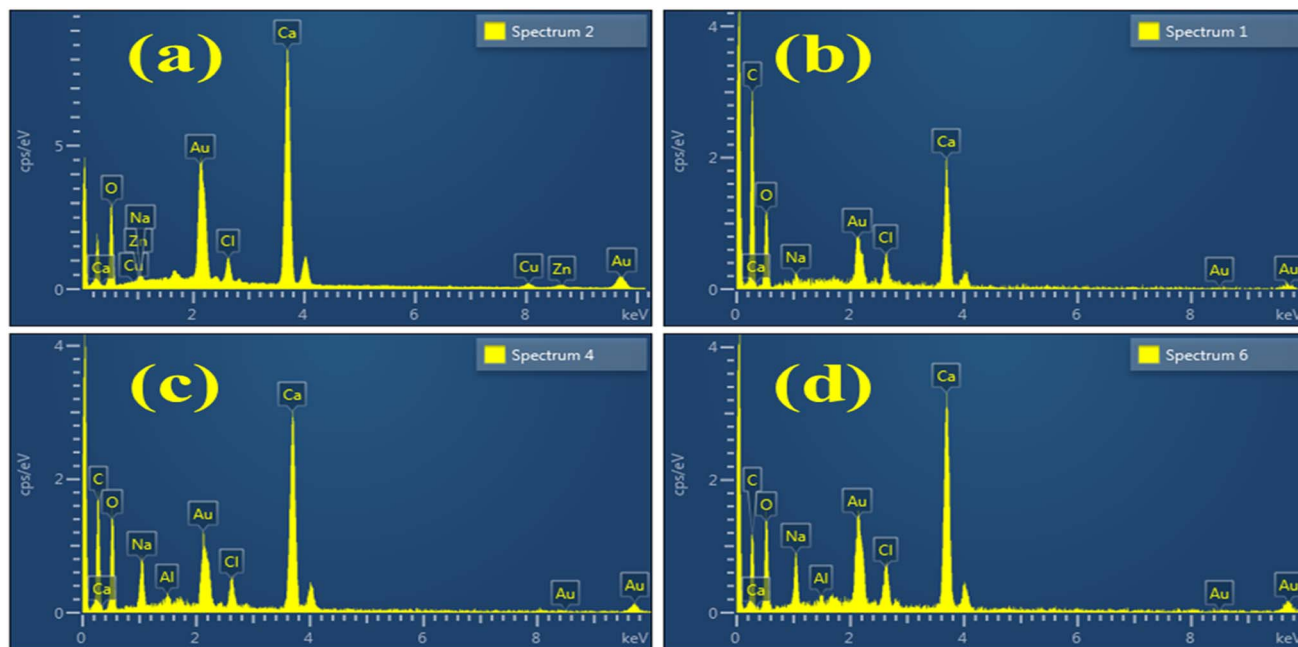 (a)
Spectrum 2
cps/eV
5
0
Ca
O
Na
Zn
Cu
Ca
Au
Cl
Cu
Zn
Au
2
4
6
8
keV
(b)
Spectrum 1
cps/eV
4
2
0
C
O
Ca
Na
Au
Cl
Ca
Au
Au
0
2
4
6
8
keV
(c)
Spectrum 4
cps/eV
4
2
0
C
O
Ca
Na
Al
Au
Cl
Ca
Au
Au
0
2
4
6
8
keV
(d)
Spectrum 6
cps/eV
4
2
0
C
O
Ca
Na
Al
Au
Cl
Ca
Au
Au
0
2
4
6
8
keV